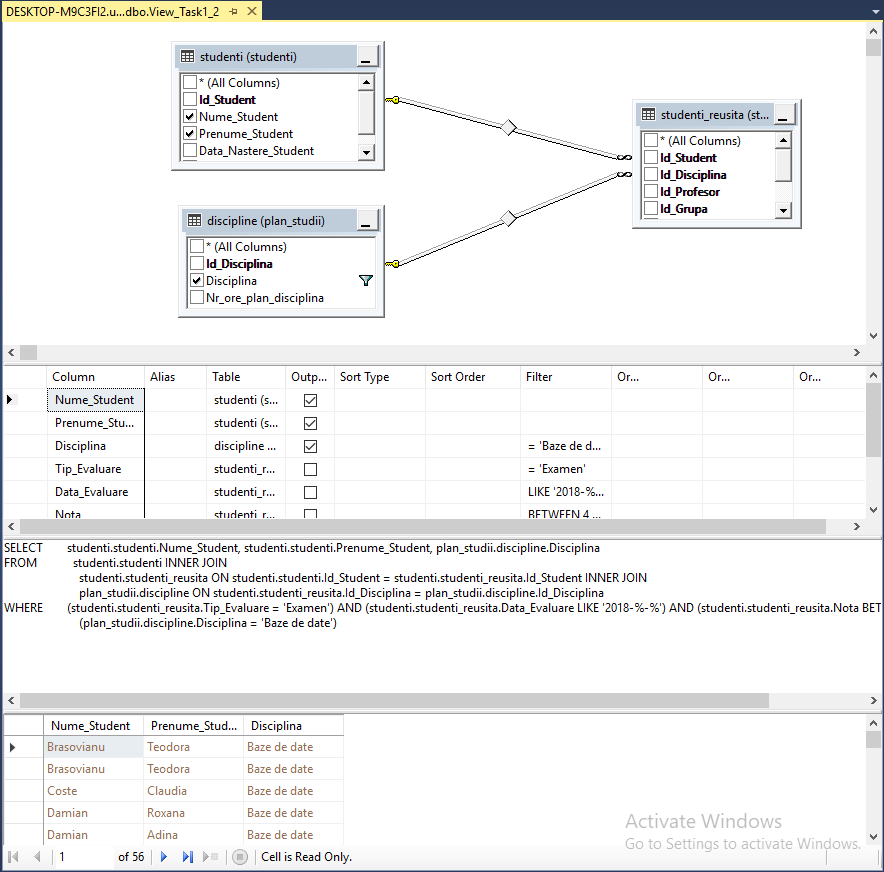 DESKTOP-M9C3FI2.u...dbo.View_Task1_2
studenti (studenti)
* (All Columns)
Id_Student
Nume_Student
Prenume_Student
Data_Nastere_Student
studenti_reusita (st...
* (All Columns)
Id_Student
Id_Disciplina
Id_Profesor
Id_Grupa
discipline (plan_studii)
* (All Columns)
Id_Disciplina
Disciplina
Nr_ore_plan_disciplina
Column Alias Table Outp... Sort Type Sort Order Filter Or... Or... Or...
Nume_Student studenti (s...
Prenume_Stu... studenti (s...
Disciplina discipline ... = 'Baze de d...
Tip_Evaluare studenti_r... = 'Examen'
Data_Evaluare studenti_r... LIKE '2018-%...
Nota studenti_r... BETWEEN 4 ...
SELECT studenti.studenti.Nume_Student, studenti.studenti.Prenume_Student, plan_studii.discipline.Disciplina
FROM studenti.studenti INNER JOIN
studenti.studenti_reusita ON studenti.studenti.Id_Student = studenti.studenti_reusita.Id_Student INNER JOIN
plan_studii.discipline ON studenti.studenti_reusita.Id_Disciplina = plan_studii.discipline.Id_Disciplina
WHERE (studenti.studenti_reusita.Tip_Evaluare = 'Examen') AND (studenti.studenti_reusita.Data_Evaluare LIKE '2018-%-%') AND (studenti.studenti_reusita.Nota BET
(plan_studii.discipline.Disciplina = 'Baze de date')
Nume_Student Prenume_Stud... Disciplina
Brasovianu Teodora Baze de date
Brasovianu Teodora Baze de date
Coste Claudia Baze de date
Damian Roxana Baze de date
Damian Adina Baze de date
Activate Windows
Go to Settings to activate Windows.
1 of 56 Cell is Read Only.